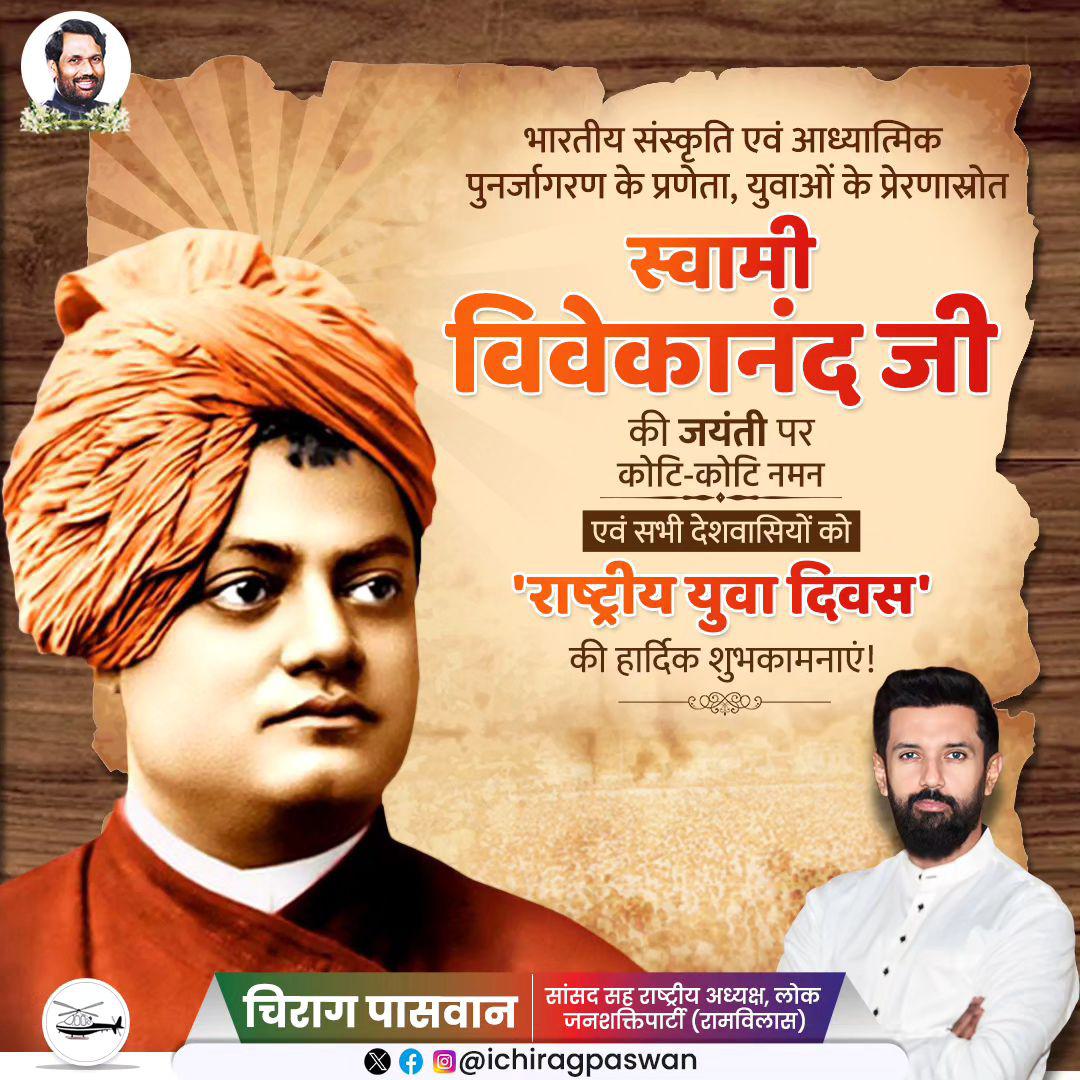 भारतीय संस्कृति एवं आध्यात्मिक
पुनर्जागरण के प्रणेता, युवाओं के प्रेरणास्रोत
स्वामी
विवेकानंद जी
की जयंती पर
कोटि-कोटि नमन
एवं सभी देशवासियों को
'राष्ट्रीय युवा दिवस'
की हार्दिक शुभकामनाएं!
चिराग पासवान
सांसद सह राष्ट्रीय अध्यक्ष, लोक
जनशक्तिपार्टी (रामविलास)
@ichiragpaswan